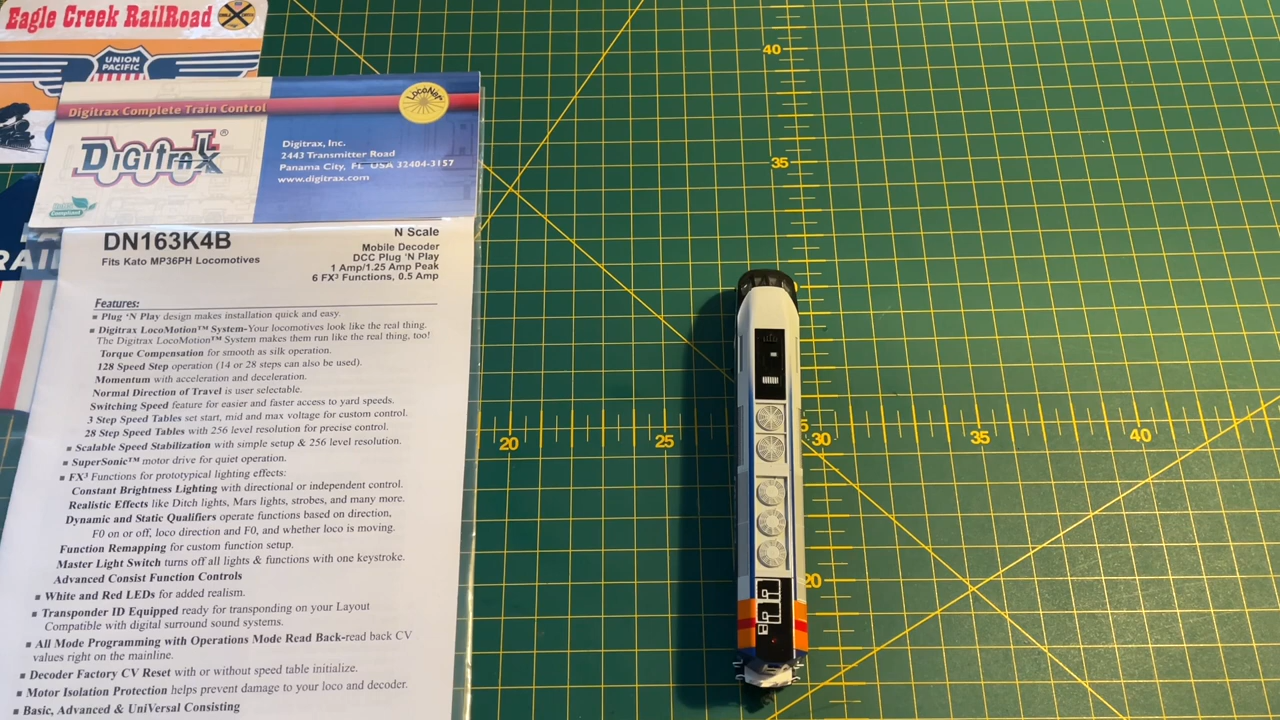 Eagle Creek RailRoad
UNION
PACIFIC
Digitrax Complete Train Control
LocoNet
Digitrax®
Digitrax, Inc.
2443 Transmitter Road
Panama City, FL USA 32404-3157
www.digitrax.com
Compliant
RAIL
DN163K4B
Fits Kato MP36PH Locomotives
N Scale
Mobile Decoder
DCC Plug 'N Play
1 Amp/1.25 Amp Peak
6 FX³ Functions, 0.5 Amp
Features:
■ Plug 'N Play design makes installation quick and easy.
■ Digitrax LocoMotion™ System-Your locomotives look like the real thing.
The Digitrax LocoMotion™ System makes them run like the real thing, too!
Torque Compensation for smooth as silk operation.
128 Speed Step operation (14 or 28 steps can also be used).
Momentum with acceleration and deceleration.
Normal Direction of Travel is user selectable.
Switching Speed feature for easier and faster access to yard speeds.
3 Step Speed Tables set start, mid and max voltage for custom control.
28 Step Speed Tables with 256 level resolution for precise control.
■ Scalable Speed Stabilization with simple setup & 256 level resolution.
■ SuperSonic™ motor drive for quiet operation.
■ FX³ Functions for prototypical lighting effects:
Constant Brightness Lighting with directional or independent control.
Realistic Effects like Ditch lights, Mars lights, strobes, and many more.
Dynamic and Static Qualifiers operate functions based on direction,
F0 on or off, loco direction and F0, and whether loco is moving.
Function Remapping for custom function setup.
Master Light Switch turns off all lights & functions with one keystroke.
Advanced Consist Function Controls
■ White and Red LEDs for added realism.
■ Transponder ID Equipped ready for transponding on your Layout
Compatible with digital surround sound systems.
■ All Mode Programming with Operations Mode Read Back-read back CV
values right on the mainline.
■ Decoder Factory CV Reset with or without speed table initialize.
■ Motor Isolation Protection helps prevent damage to your loco and decoder.
■ Basic, Advanced & UniVersal Consisting
40
35
20
25
30
35
40
20